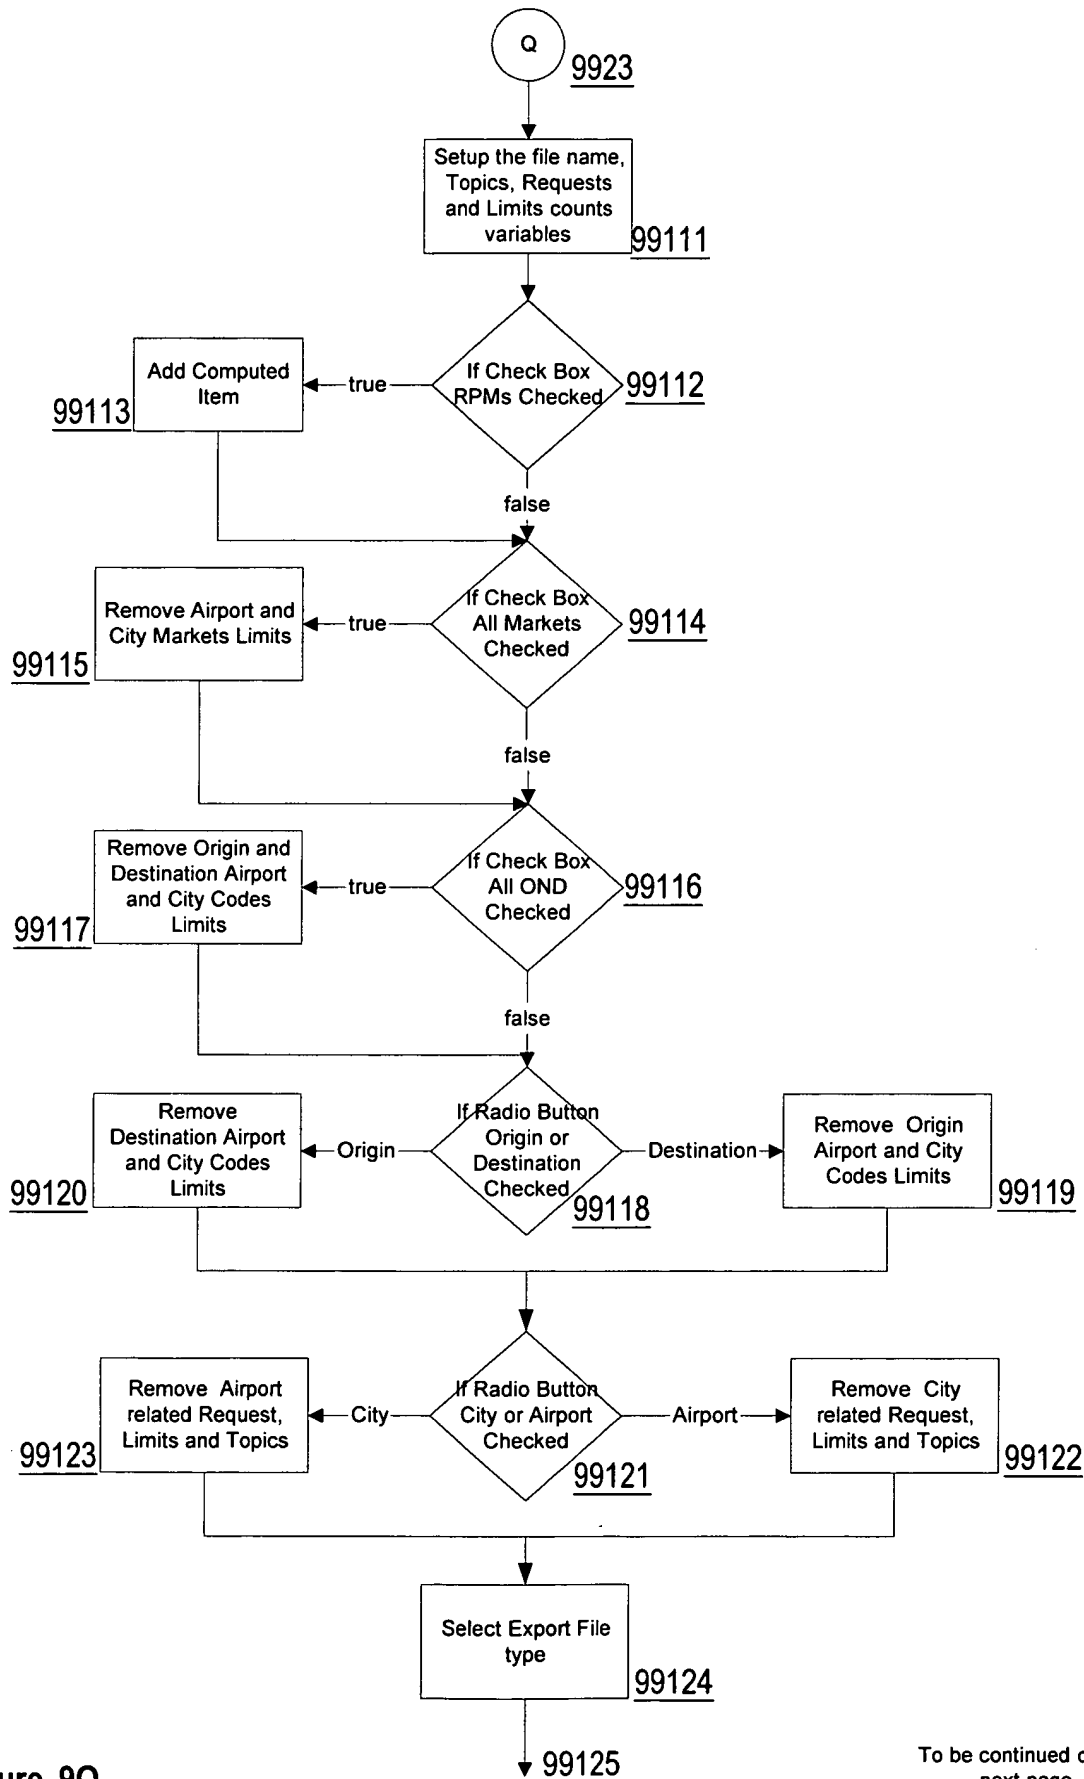 Q
9923
Setup the file name,
Topics, Requests
and Limits counts
variables
99111
If Check Box
RPMs Checked
99112
true
Add Computed
Item
99113
false
If Check Box
All Markets
Checked
99114
true
Remove Airport and
City Markets Limits
99115
false
If Check Box
All OND
Checked
99116
true
Remove Origin and
Destination Airport
and City Codes
Limits
99117
false
If Radio Button
Origin or
Destination
Checked
99118
Origin
Remove
Destination Airport
and City Codes
Limits
99120
Destination
Remove Origin
Airport and City
Codes Limits
99119
If Radio Button
City or Airport
Checked
99121
City
Remove Airport
related Request,
Limits and Topics
99123
Airport
Remove City
related Request,
Limits and Topics
99122
Select Export File
type
99124
99125
To be continued
next page
9Q